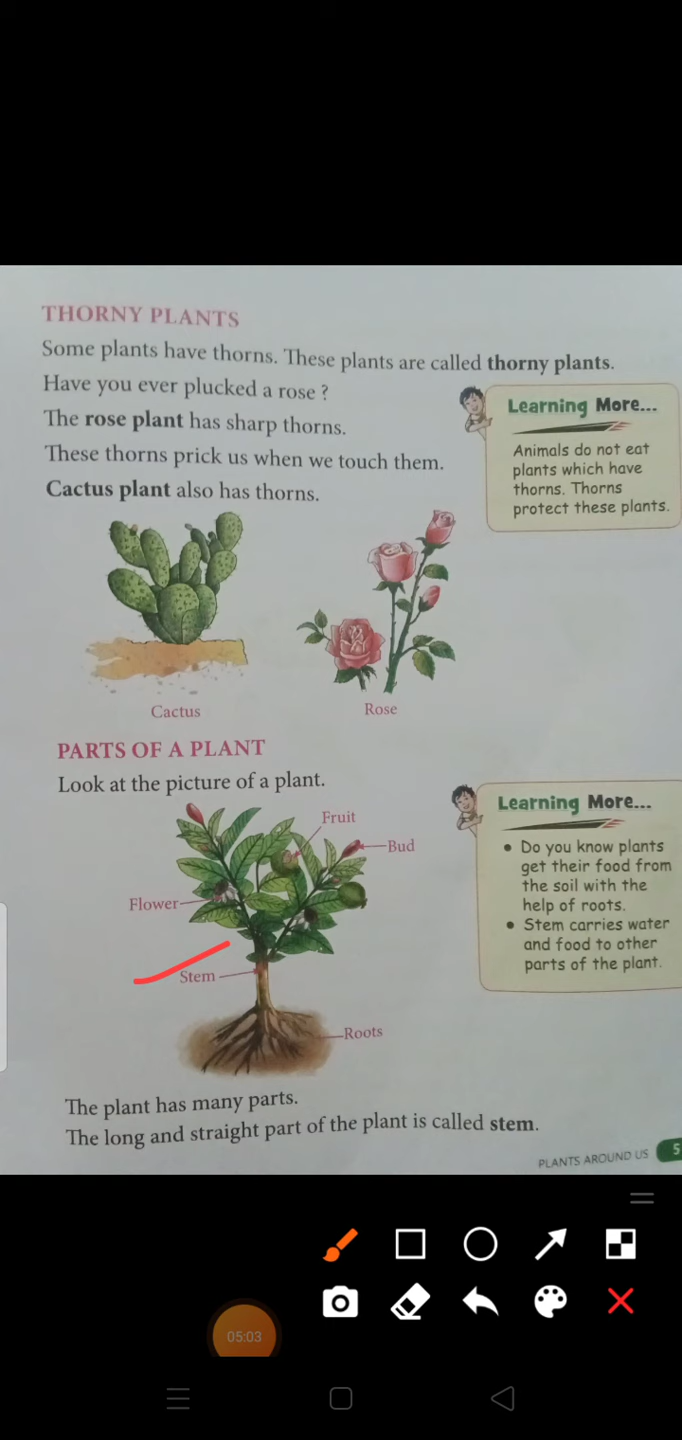 THORNY PLANTS
Some plants have thorns. These plants are called thorny plants.
Have you ever plucked a rose ?
The rose plant has sharp thorns.
These thorns prick us when we touch them.
Cactus plant also has thorns.
Learning More...
Animals do not eat
plants which have
thorns. Thorns
protect these plants.
Cactus
Rose
PARTS OF A PLANT
Look at the picture of a plant.
Fruit
Bud
Flower
Stem
Roots
Learning More...
• Do you know plants
get their food from
the soil with the
help of roots.
• Stem carries water
and food to other
parts of the plant.
The plant has many parts.
The long and straight part of the plant is called stem.
PLANTS AROUND US 5
05:03